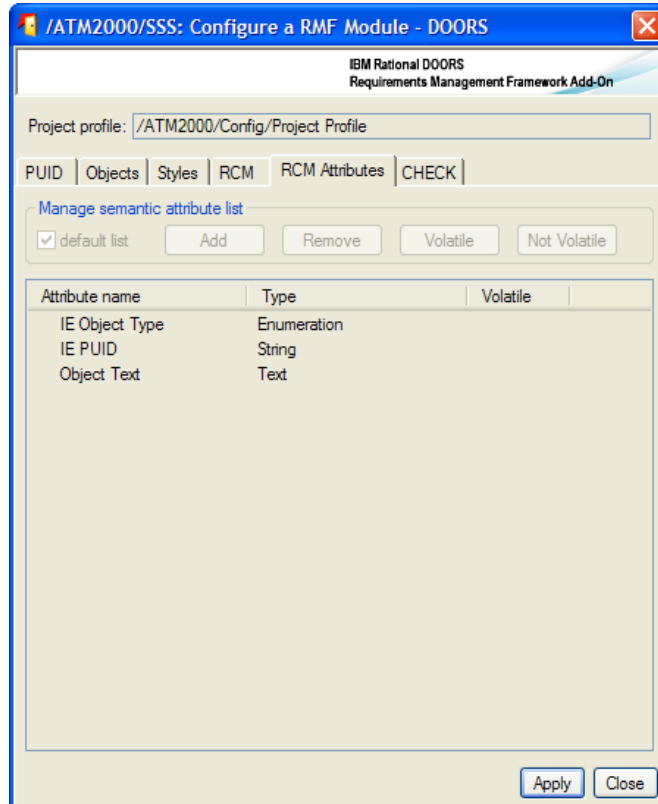 /ATM2000/SSS: Configure a RMF Module - DOORS
IBM Rational DOORS
Requirements Management Framework Add-On
Project profile: /ATM2000/Config/Project Profile
PUID Objects Styles RCM RCM Attributes CHECK
Manage semantic attribute list
default list Add Remove Volatile Not Volatile
Attribute name Type Volatile
IE Object Type Enumeration
IE PUID String
Object Text Text
Apply Close